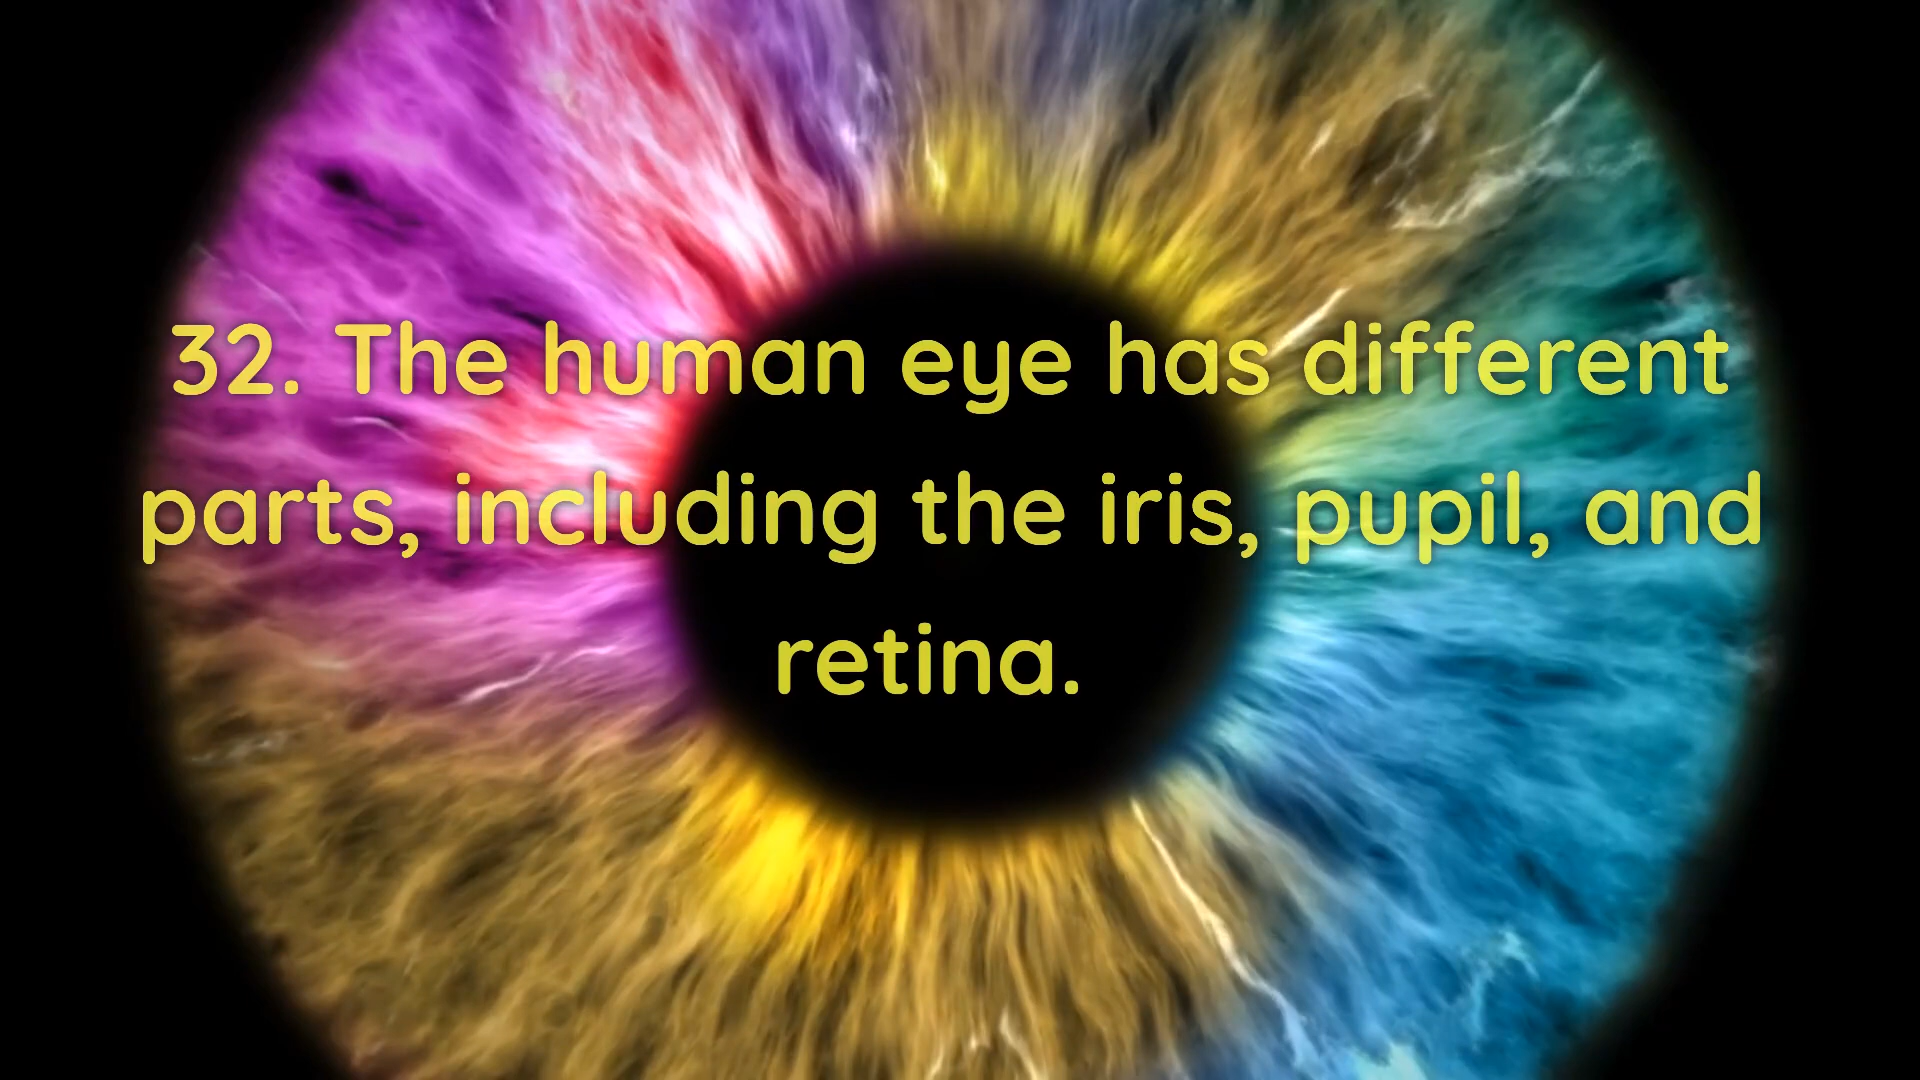 32. The human eye has different
parts, including the iris, pupil, and
retina.